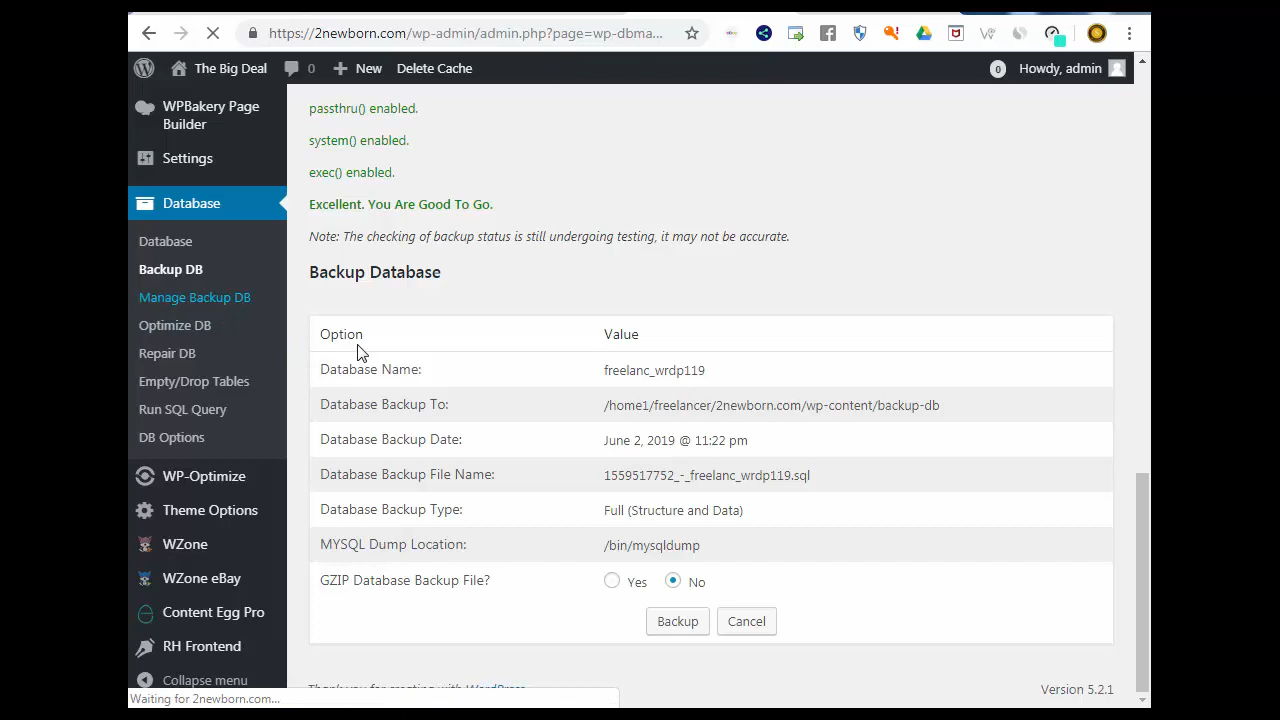 https://2newborn.com/wp-admin/admin.php?page=wp-dbma...
The Big Deal
0
New
Delete Cache
0
Howdy, admin
WPBakery Page
Builder
Settings
Database
Database
Backup DB
Manage Backup DB
Optimize DB
Repair DB
Empty/Drop Tables
Run SQL Query
DB Options
WP-Optimize
Theme Options
WZone
WZone eBay
Content Egg Pro
RH Frontend
Collapse menu
Waiting for 2newborn.com...
passthru() enabled.
system() enabled.
exec() enabled.
Excellent. You Are Good To Go.
Note: The checking of backup status is still undergoing testing, it may not be accurate.
Backup Database
Option Value
Database Name: freelanc_wrdp119
Database Backup To: /home1/freelancer/2newborn.com/wp-content/backup-db
Database Backup Date: June 2, 2019 @ 11:22 pm
Database Backup File Name: 1559517752_-_freelanc_wrdp119.sql
Database Backup Type: Full (Structure and Data)
MYSQL Dump Location: /bin/mysqldump
GZIP Database Backup File? Yes No
Backup Cancel
Thank you for creating with WordPress
Version 5.2.1